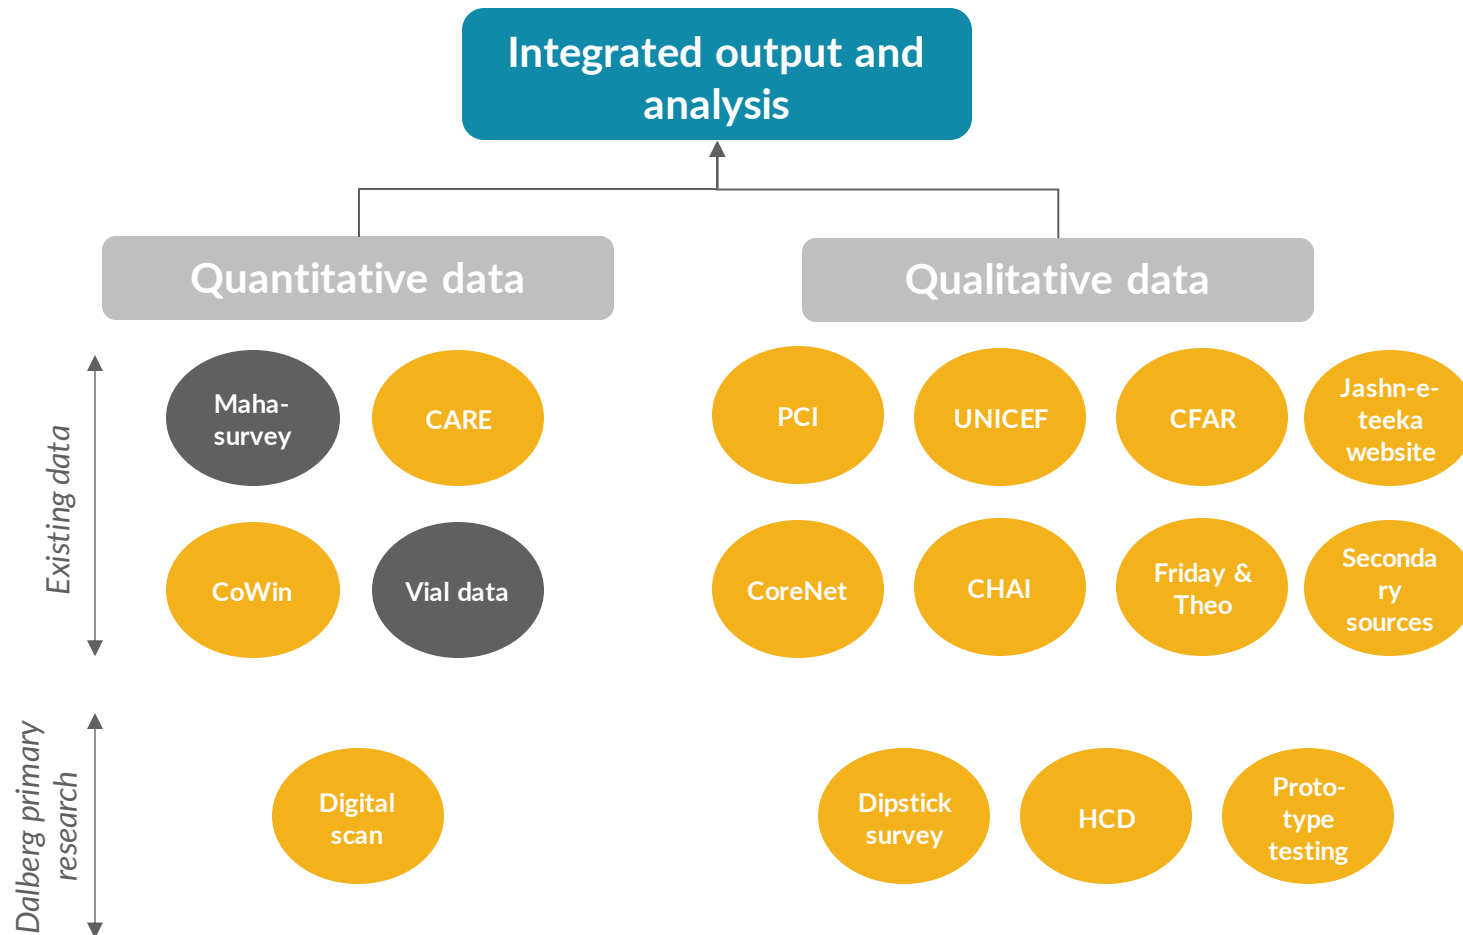 Integrated output and
analysis
Quantitative data
Qualitative data
Existing data
Maha-
survey
CARE
PCI
UNICEF
CFAR
Jashn-e-
teeka
website
CoWin
Vial data
CoreNet
CHAI
Friday &
Theo
Seconda
ry
sources
Dalberg primary
research
Digital
scan
Dipstick
survey
HCD
Proto-
type
testing